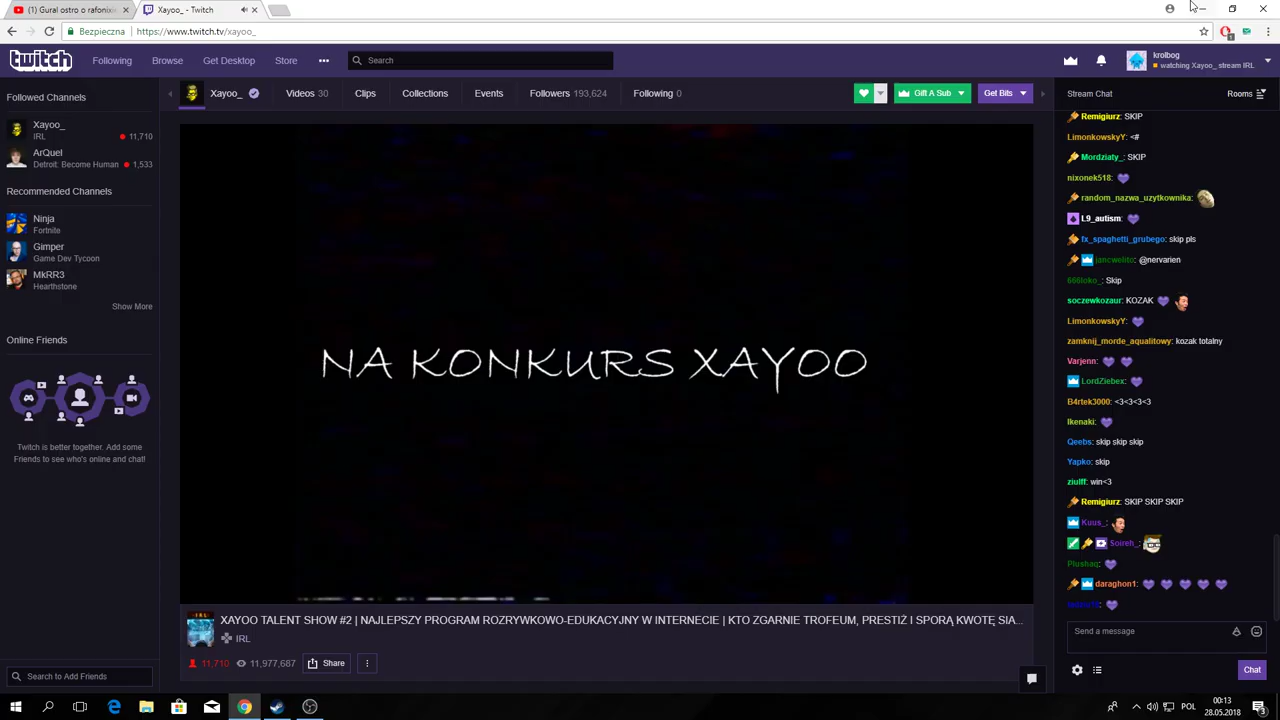 (1) Gural ostro o rafonixie
Xayoo_ - Twitch
Bezpieczna
https://www.twitch.tv/xayoo_
twitch
Following
Browse
Get Desktop
Store
Search
krolbog
watching Xayoo_ stream IRL
Followed Channels
Xayoo_
IRL
11,710
ArQuel
Detroit: Become Human
1,533
Recommended Channels
Ninja
Fortnite
Gimper
Game Dev Tycoon
MkRR3
Hearthstone
Show More
Online Friends
Twitch is better together. Add some
Friends to see who's online and chat!
Search to Add Friends
Xayoo_
Videos 30
Clips
Collections
Events
Followers 193,624
Following 0
Gift A Sub
Get Bits
NA KONKURS XAYOO
XAYOO TALENT SHOW #2 | NAJLEPSZY PROGRAM ROZRYWKOWO-EDUKACYJNY W INTERNECIE | KTO ZGARNIE TROFEUM, PRESTIŻ I SPORĄ KWOTĘ SIA...
IRL
11,710
11,977,687
Share
Stream Chat
Rooms
Remigiurz: SKIP
LimonkowskyY: <#
Mordziaty_: SKIP
nixonek518:
random_nazwa_uzytkownika:
L9_autism:
fx_spaghetti_grubego: skip pls
jancwelito: @nervarien
666loko_: Skip
soczewkozaur: KOZAK
LimonkowskyY:
zamknij_morde_aqualitowy: kozak totalny
Varjenn:
LordZiebex:
B4rtek3000: <3<3<3<3
Ikenaki:
Qeebs: skip skip skip
Yapko: skip
ziulff: win<3
Remigiurz: SKIP SKIP SKIP
Kuus_:
Soireh_:
Plushaq:
daraghon1:
Send a message
Chat
POL
00:13
28.05.2018
3